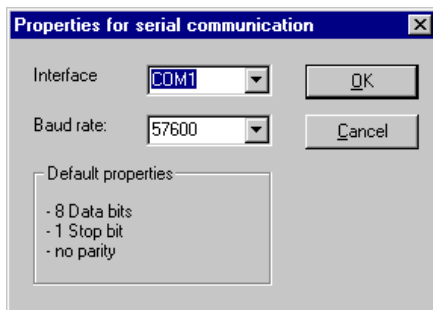 Properties for serial communication
Interface
COM1
OK
Baud rate:
57600
Cancel
Default properties
- 8 Data bits
- 1 Stop bit
- no parity